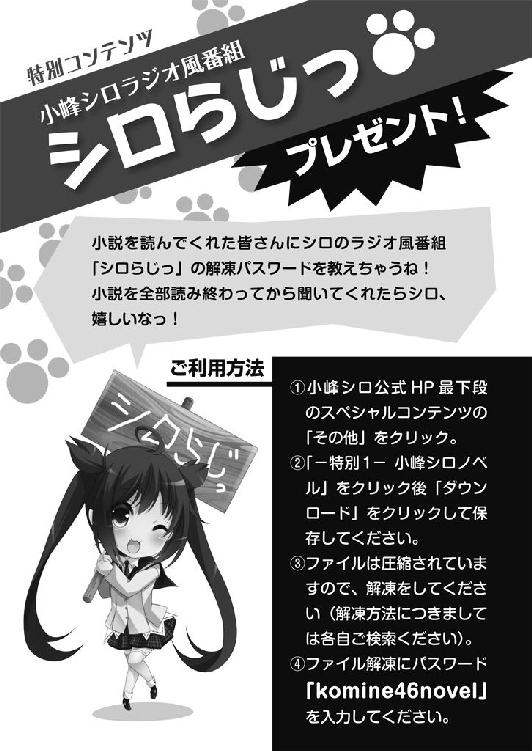 特別コンテンツ
小峰シロラジオ風番組
シロらじっ
プレゼント!
小説を読んでくれた皆さんにシロのラジオ風番組
「シロらじっ」の解凍パスワードを教えちゃうね!
小説を全部読み終わってから聞いてくれたらシロ、
嬉しいなっ!
ご利用方法
シロらじっ
①小峰シロ公式HP最下段
のスペシャルコンテンツの
「その他」をクリック。
②「－特別1－ 小峰シロノベ
ル』をクリック後「ダウン
ロード」をクリックして保
存してください。
③ファイルは圧縮されていま
すので、解凍をしてくださ
い(解凍方法につきまして
は各自ご検索ください)。
④ファイル解凍にパスワード
「komine46novel」
を入力してください。